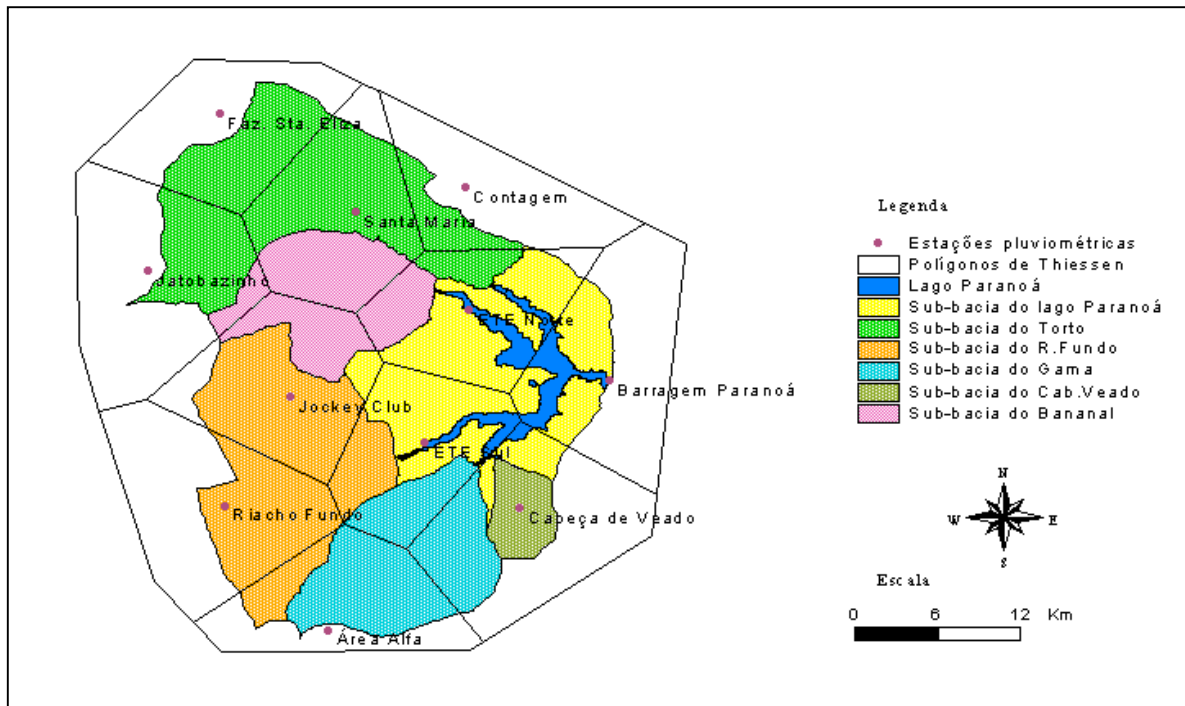 Faz. Sta. Eliza
Contagem
Santa Maria
Jatobazinho
ETE Norte
Barragem Paranoá
Jockey Club
ETE Sul
Riacho Fundo
Cabeça de Veado
Área Alfa
Legenda
Estações pluviométricas
Polígonos de Thiessen
Lago Paranoá
Sub-bacia do lago Paranoá
Sub-bacia do Torto
Sub-bacia do R.Fundo
Sub-bacia do Gama
Sub-bacia do Cab.Veado
Sub-bacia do Bananal
N
W E
S
Escala
0 6 12 Km